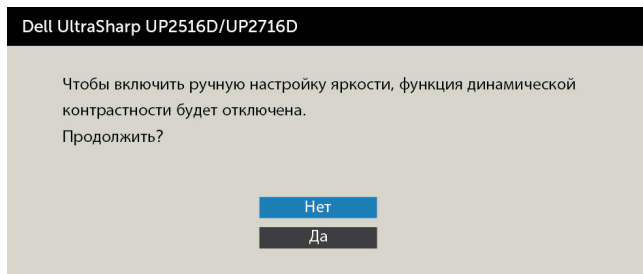 Dell UltraSharp UP2516D/UP2716D
Чтобы включить ручную настройку яркости, функция динамической
контрастности будет отключена.
Продолжить?
Нет
Да